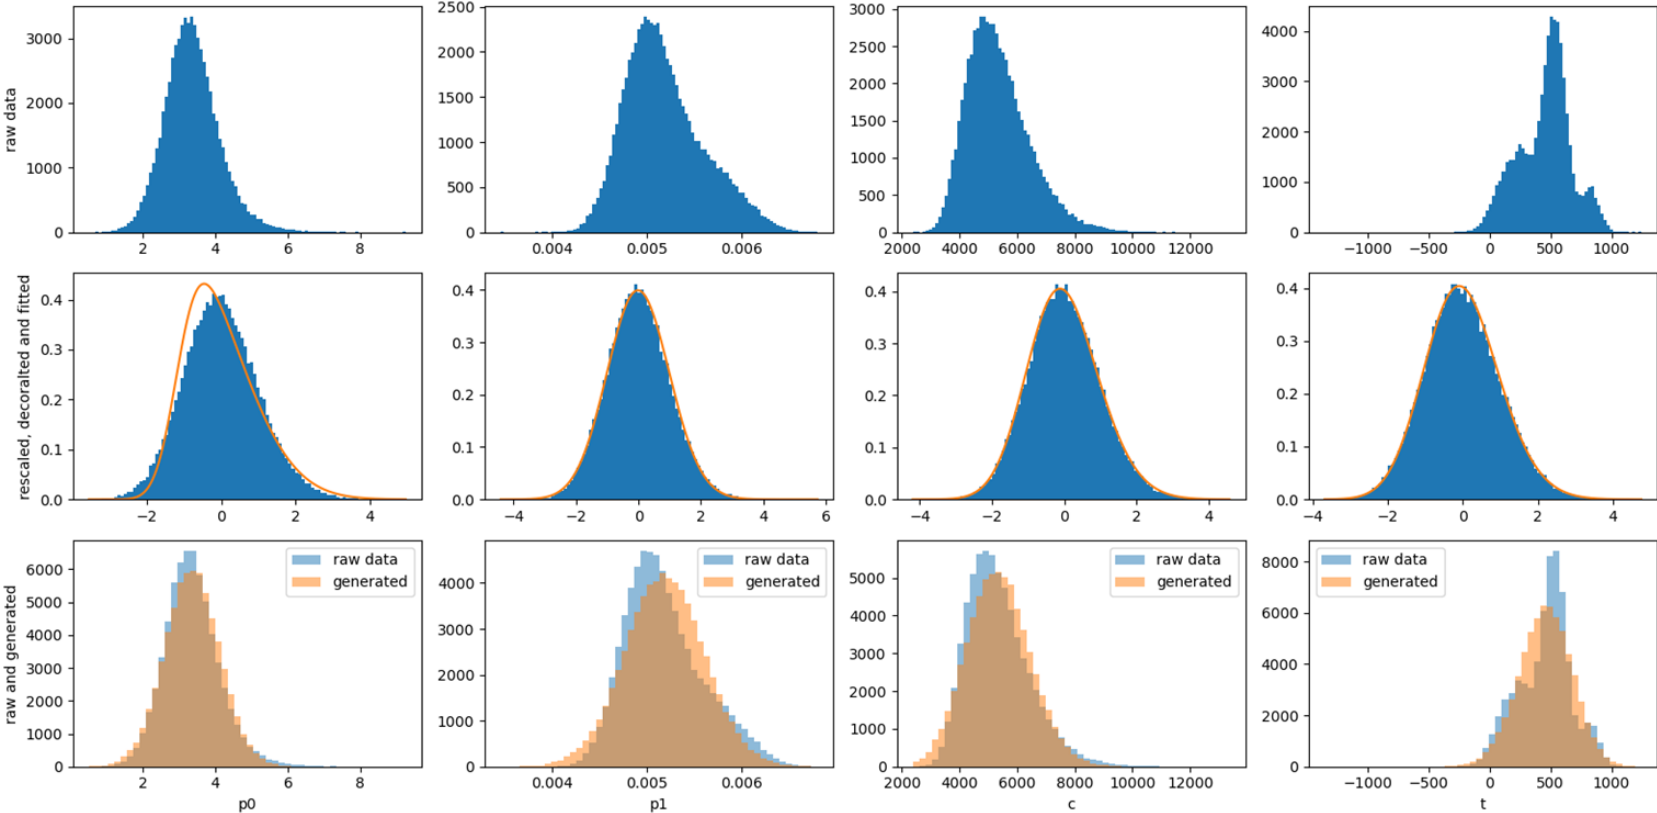 raw data
3000
2000
1000
0
2 4 6 8
2500
2000
1500
1000
500
0
0.004 0.005 0.006
3000
2500
2000
1500
1000
500
0
2000 4000 6000 8000 10000 12000
4000
3000
2000
1000
0
−1000 −500 0 500 1000
rescaled, decoralted and fitted
0.4
0.3
0.2
0.1
0.0
−2 0 2 4
0.4
0.3
0.2
0.1
0.0
−4 −2 0 2 4 6
0.4
0.3
0.2
0.1
0.0
−4 −2 0 2 4
0.4
0.3
0.2
0.1
0.0
−4 −2 0 2 4
raw and generated
6000
5000
4000
3000
2000
1000
0
raw data
generated
2 4 6 8
p0
4000
3000
2000
1000
0
raw data
generated
0.004 0.005 0.006
p1
5000
4000
3000
2000
1000
0
raw data
generated
2000 4000 6000 8000 10000 12000
c
8000
6000
4000
2000
0
raw data
generated
−1000 −500 0 500 1000
t